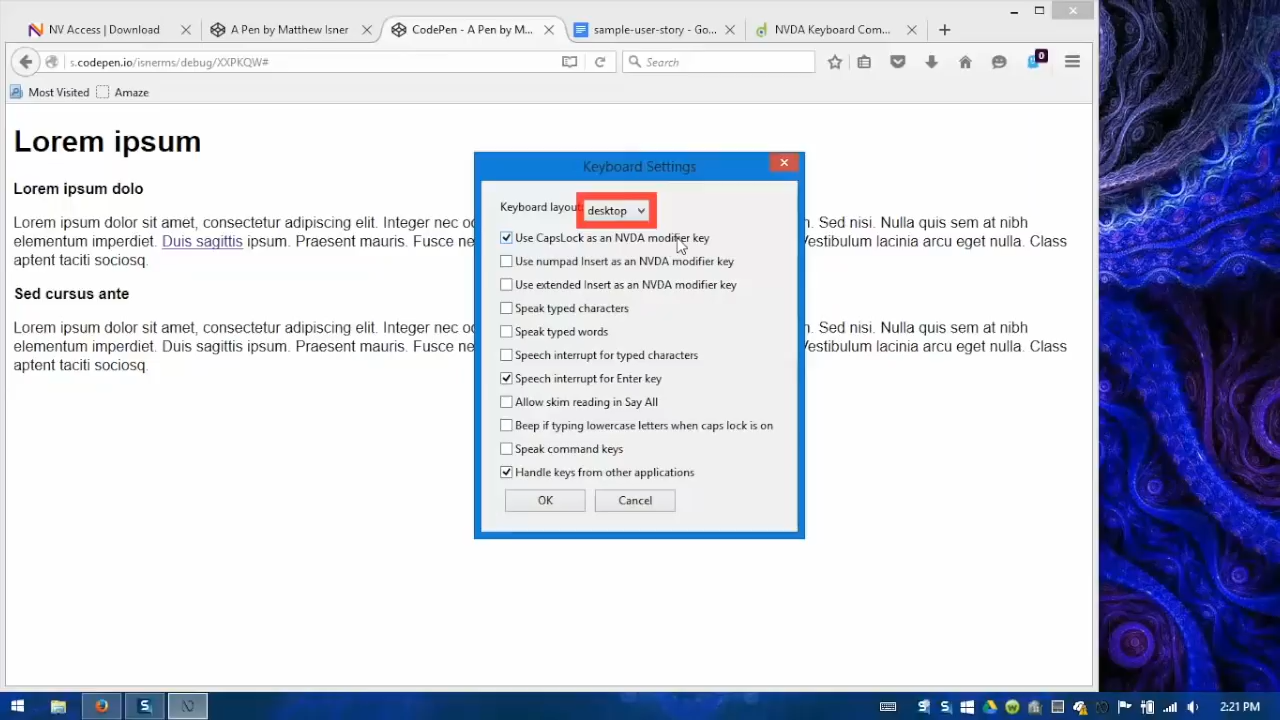 NV Access | Download
A Pen by Matthew Isner
CodePen - A Pen by M...
sample-user-story - Go...
NVDA Keyboard Com...
s.codepen.io/isnerms/debug/XXPKQW#
Search
0
Most Visited
Amaze
Lorem ipsum
Lorem ipsum dolo
Lorem ipsum dolor sit amet, consectetur adipiscing elit. Integer nec oc
. Sed nisi. Nulla quis sem at nibh
elementum imperdiet. Duis sagittis ipsum. Praesent mauris. Fusce ne
Vestibulum lacinia arcu eget nulla. Class
aptent taciti sociosq.
Sed cursus ante
Lorem ipsum dolor sit amet, consectetur adipiscing elit. Integer nec oc
. Sed nisi. Nulla quis sem at nibh
elementum imperdiet. Duis sagittis ipsum. Praesent mauris. Fusce ne
Vestibulum lacinia arcu eget nulla. Class
aptent taciti sociosq.
Keyboard Settings
Keyboard layout:
desktop
Use CapsLock as an NVDA modifier key
Use numpad Insert as an NVDA modifier key
Use extended Insert as an NVDA modifier key
Speak typed characters
Speak typed words
Speech interrupt for typed characters
Speech interrupt for Enter key
Allow skim reading in Say All
Beep if typing lowercase letters when caps lock is on
Speak command keys
Handle keys from other applications
OK
Cancel
2:21 PM